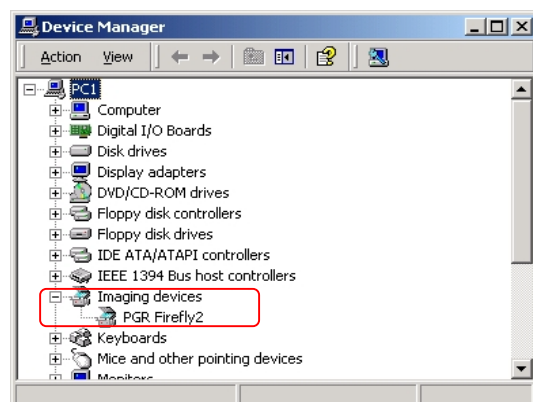 Device Manager
Action View
PC1
Computer
Digital I/O Boards
Disk drives
Display adapters
DVD/CD-ROM drives
Floppy disk controllers
Floppy disk drives
IDE ATA/ATAPI controllers
IEEE 1394 Bus host controllers
Imaging devices
PGR Firefly2
Keyboards
Mice and other pointing devices
Monitors